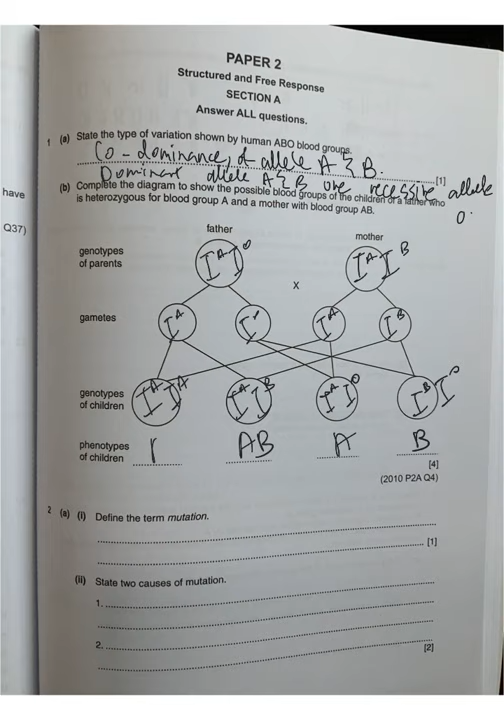 PAPER 2
Structured and Free Response
SECTION A
Answer ALL questions.
1 (a) State the type of variation shown by human ABO blood groups.
Co-dominance, of allele A & B.
Dominant allele A & B one recessive allele [1]
O.
(b) Complete the diagram to show the possible blood groups of the children of a father who
is heterozygous for blood group A and a mother with blood group AB.
have
Q37)
father mother
genotypes
of parents
I^A I^O x I^A I^B
gametes I^A I^A I^B
genotypes
of children
I^A I^A I^A I^B I^A I^O I^B I^O
phenotypes
of children
AB A B
[4]
(2010 P2A Q4)
2 (a) (i) Define the term mutation.
[1]
(ii) State two causes of mutation.
1.
2.
[2]